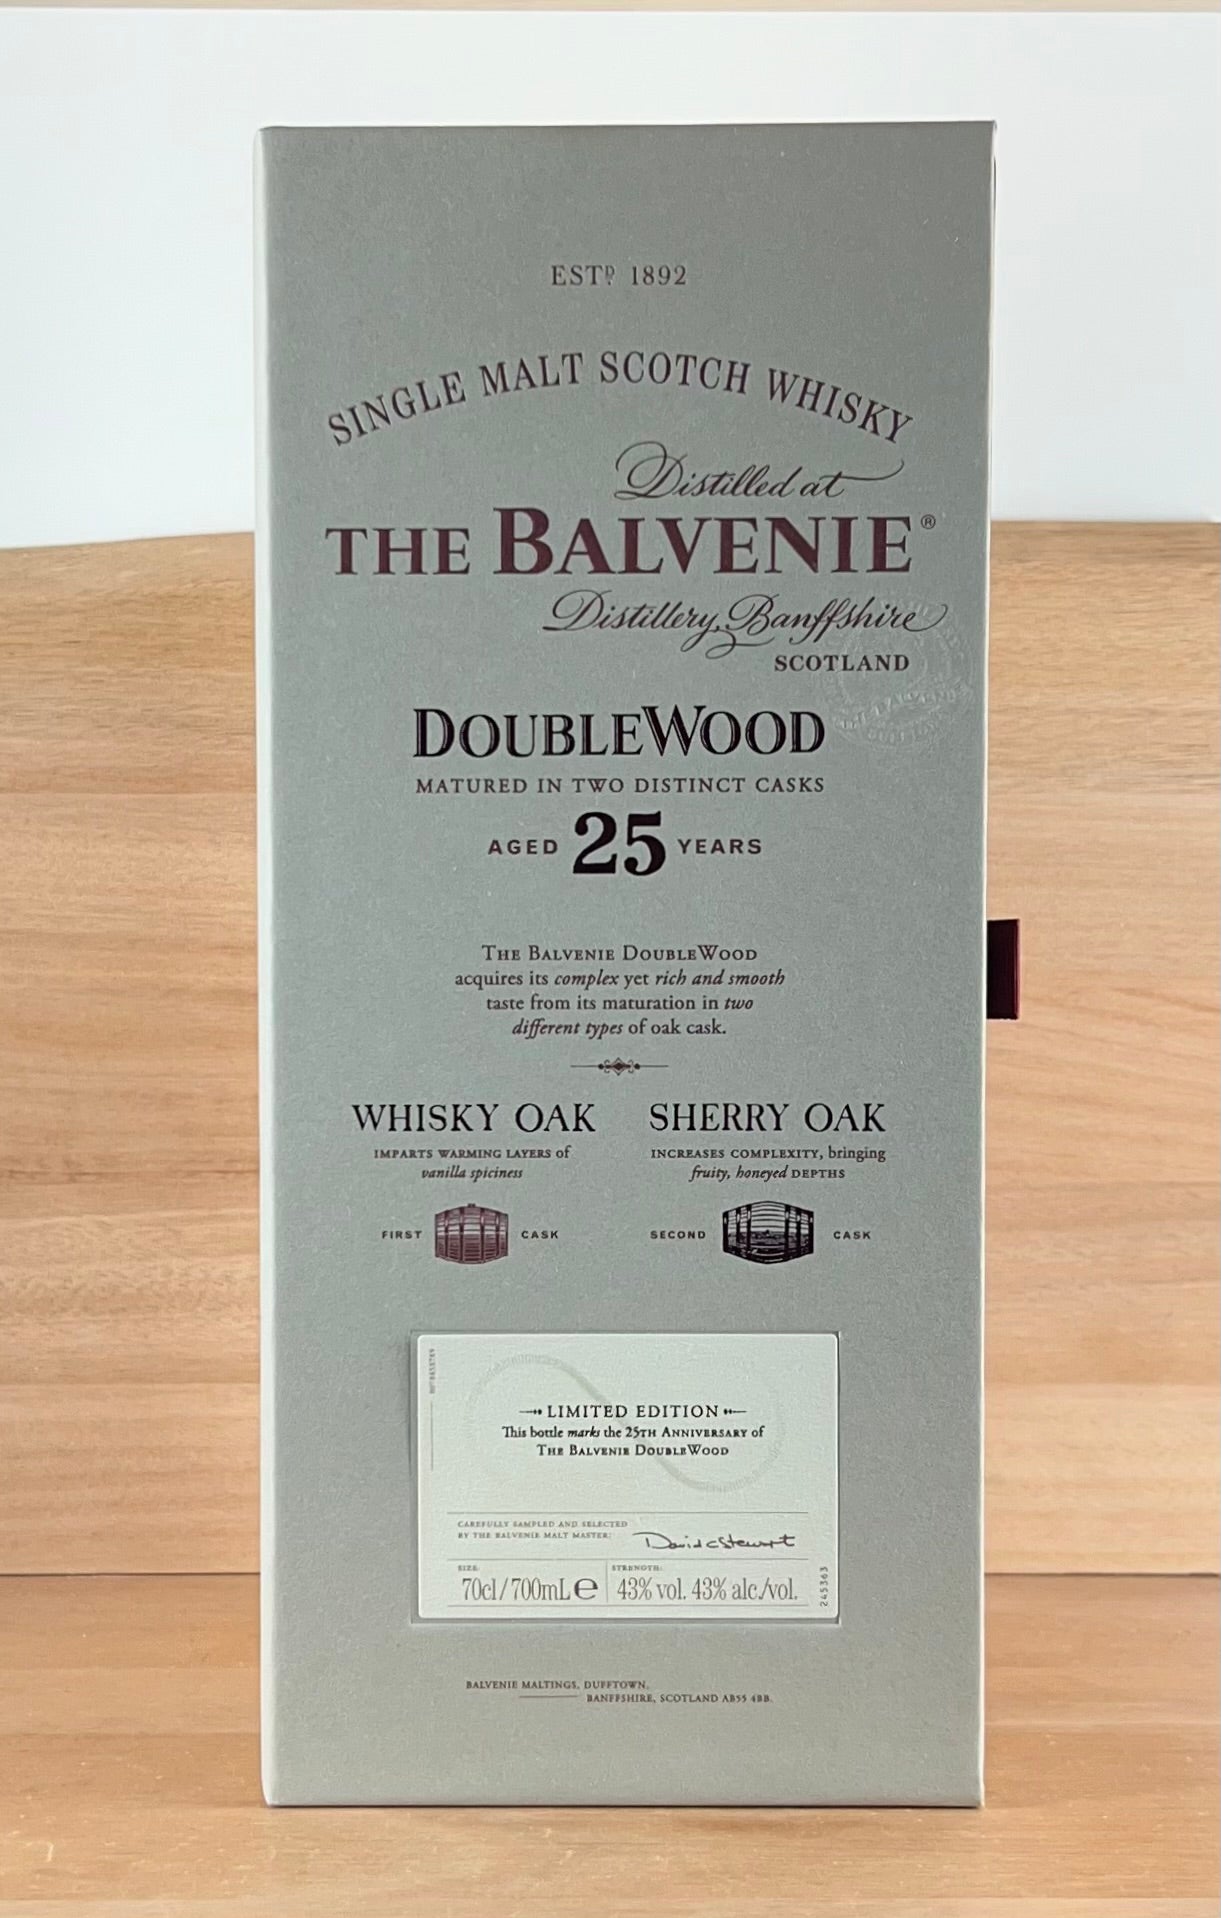 ESTD 1892
SINGLE MALT SCOTCH WHISKY
Distilled at
THE BALVENIE®
Distillery, Banffshire
SCOTLAND
DOUBLEWOOD
MATURED IN TWO DISTINCT CASKS
AGED 25 YEARS
THE BALVENIE DOUBLEWOOD
acquires its complex yet rich and smooth
taste from its maturation in two
different types of oak cask.
WHISKY OAK
IMPARTS WARMING LAYERS of
vanilla spiciness
FIRST CASK
SHERRY OAK
INCREASES COMPLEXITY, bringing
fruity, honeyed DEPTHS
SECOND CASK
LIMITED EDITION
This bottle marks the 25TH ANNIVERSARY of
THE BALVENIE DOUBLEWOOD
CAREFULLY SAMPLED AND SELECTED
BY THE BALVENIE MALT MASTER:
David C Stewart
SIZE:
70cl/700mL e
STRENGTH:
43% vol. 43% alc./vol.
245363
BALVENIE MALTINGS, DUFFTOWN,
BANFFSHIRE, SCOTLAND AB55 4BB.